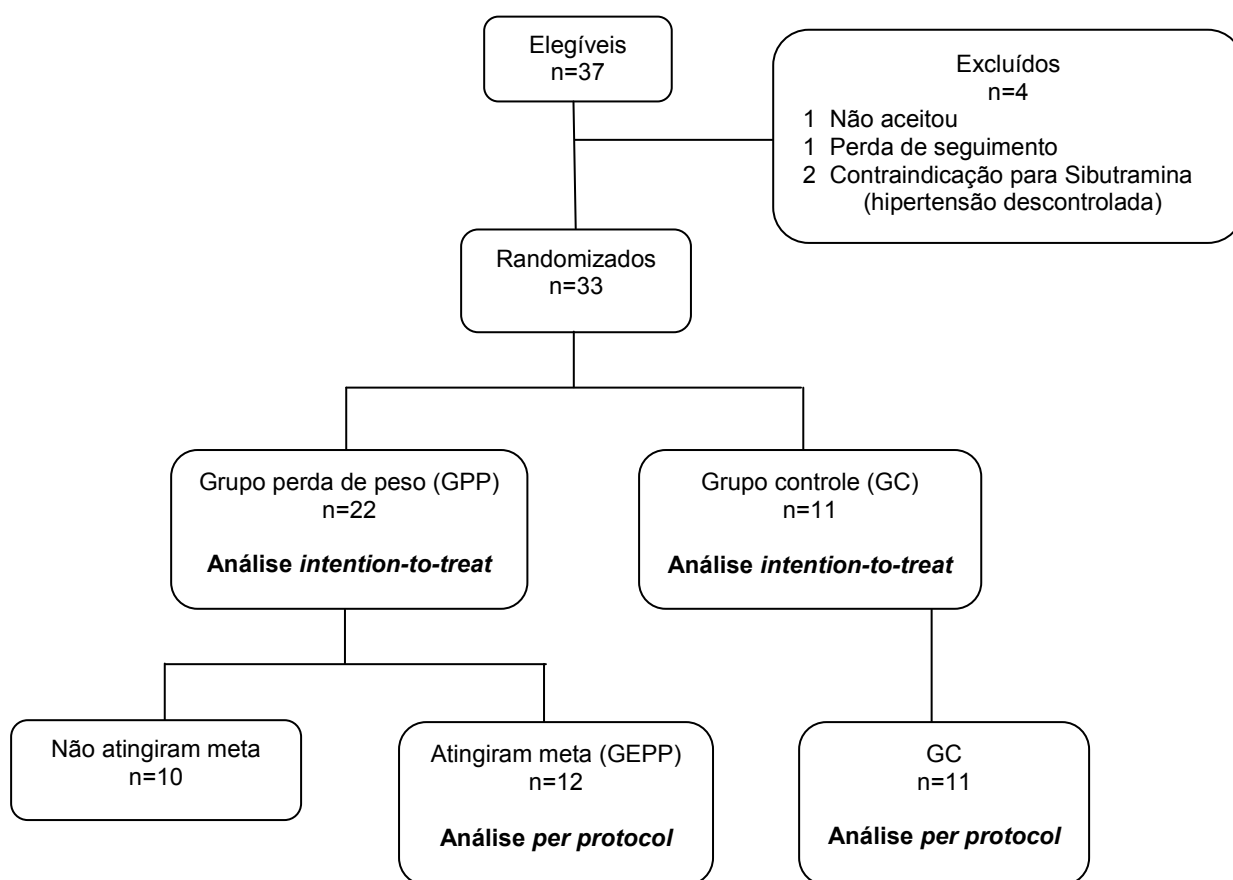 Elegíveis
n=37
Excluídos
n=4
1 Não aceitou
1 Perda de seguimento
2 Contraindicação para Sibutramina
(hipertensão descontrolada)
Randomizados
n=33
Grupo perda de peso (GPP)
n=22
Análise intention-to-treat
Grupo controle (GC)
n=11
Análise intention-to-treat
Não atingiram meta
n=10
Atingiram meta (GEPP)
n=12
Análise per protocol
GC
n=11
Análise per protocol